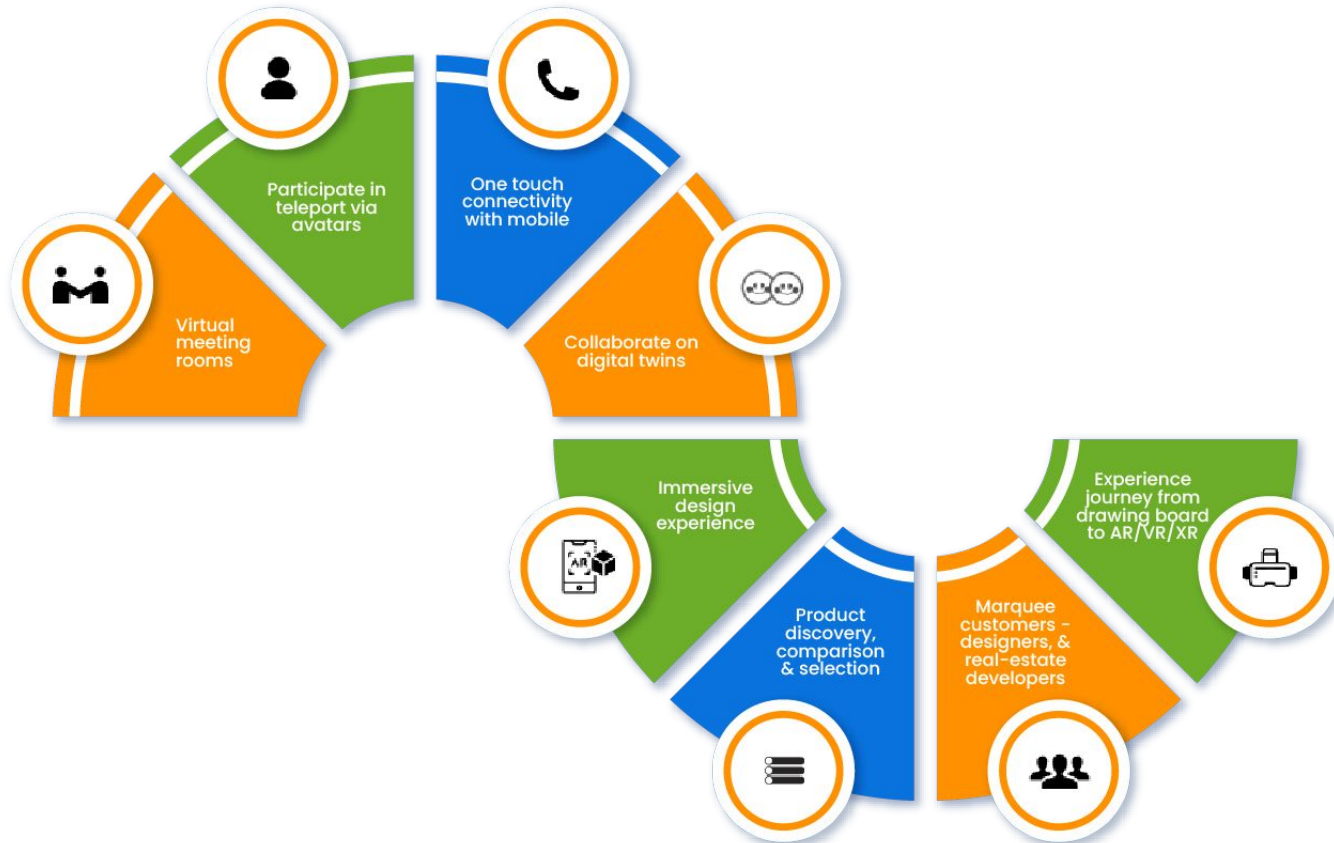 Participate in
teleport via
avatars
One touch
connectivity
with mobile
Virtual
meeting
rooms
Collaborate on
digital twins
Immersive
design
experience
Product
discovery,
comparison
& selection
Marquee
customers -
designers, &
real-estate
developers
Experience
journey from
drawing board
to AR/VR/XR
AR